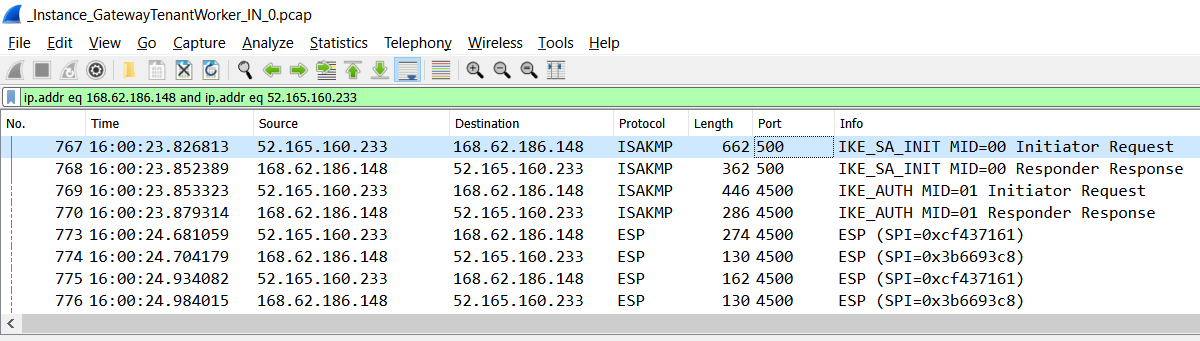 _Instance_GatewayTenantWorker_IN_0.pcap
File Edit View Go Capture Analyze Statistics Telephony Wireless Tools Help
ip.addr eq 168.62.186.148 and ip.addr eq 52.165.160.233
No. Time Source Destination Protocol Length Port Info
767 16:00:23.826813 52.165.160.233 168.62.186.148 ISAKMP 662 500 IKE_SA_INIT MID=00 Initiator Request
768 16:00:23.852389 168.62.186.148 52.165.160.233 ISAKMP 362 500 IKE_SA_INIT MID=00 Responder Response
769 16:00:23.853323 52.165.160.233 168.62.186.148 ISAKMP 446 4500 IKE_AUTH MID=01 Initiator Request
770 16:00:23.879314 168.62.186.148 52.165.160.233 ISAKMP 286 4500 IKE_AUTH MID=01 Responder Response
773 16:00:24.681059 52.165.160.233 168.62.186.148 ESP 274 4500 ESP (SPI=0xcf437161)
774 16:00:24.704179 168.62.186.148 52.165.160.233 ESP 130 4500 ESP (SPI=0x3b6693c8)
775 16:00:24.934082 52.165.160.233 168.62.186.148 ESP 162 4500 ESP (SPI=0xcf437161)
776 16:00:24.984015 168.62.186.148 52.165.160.233 ESP 130 4500 ESP (SPI=0x3b6693c8)